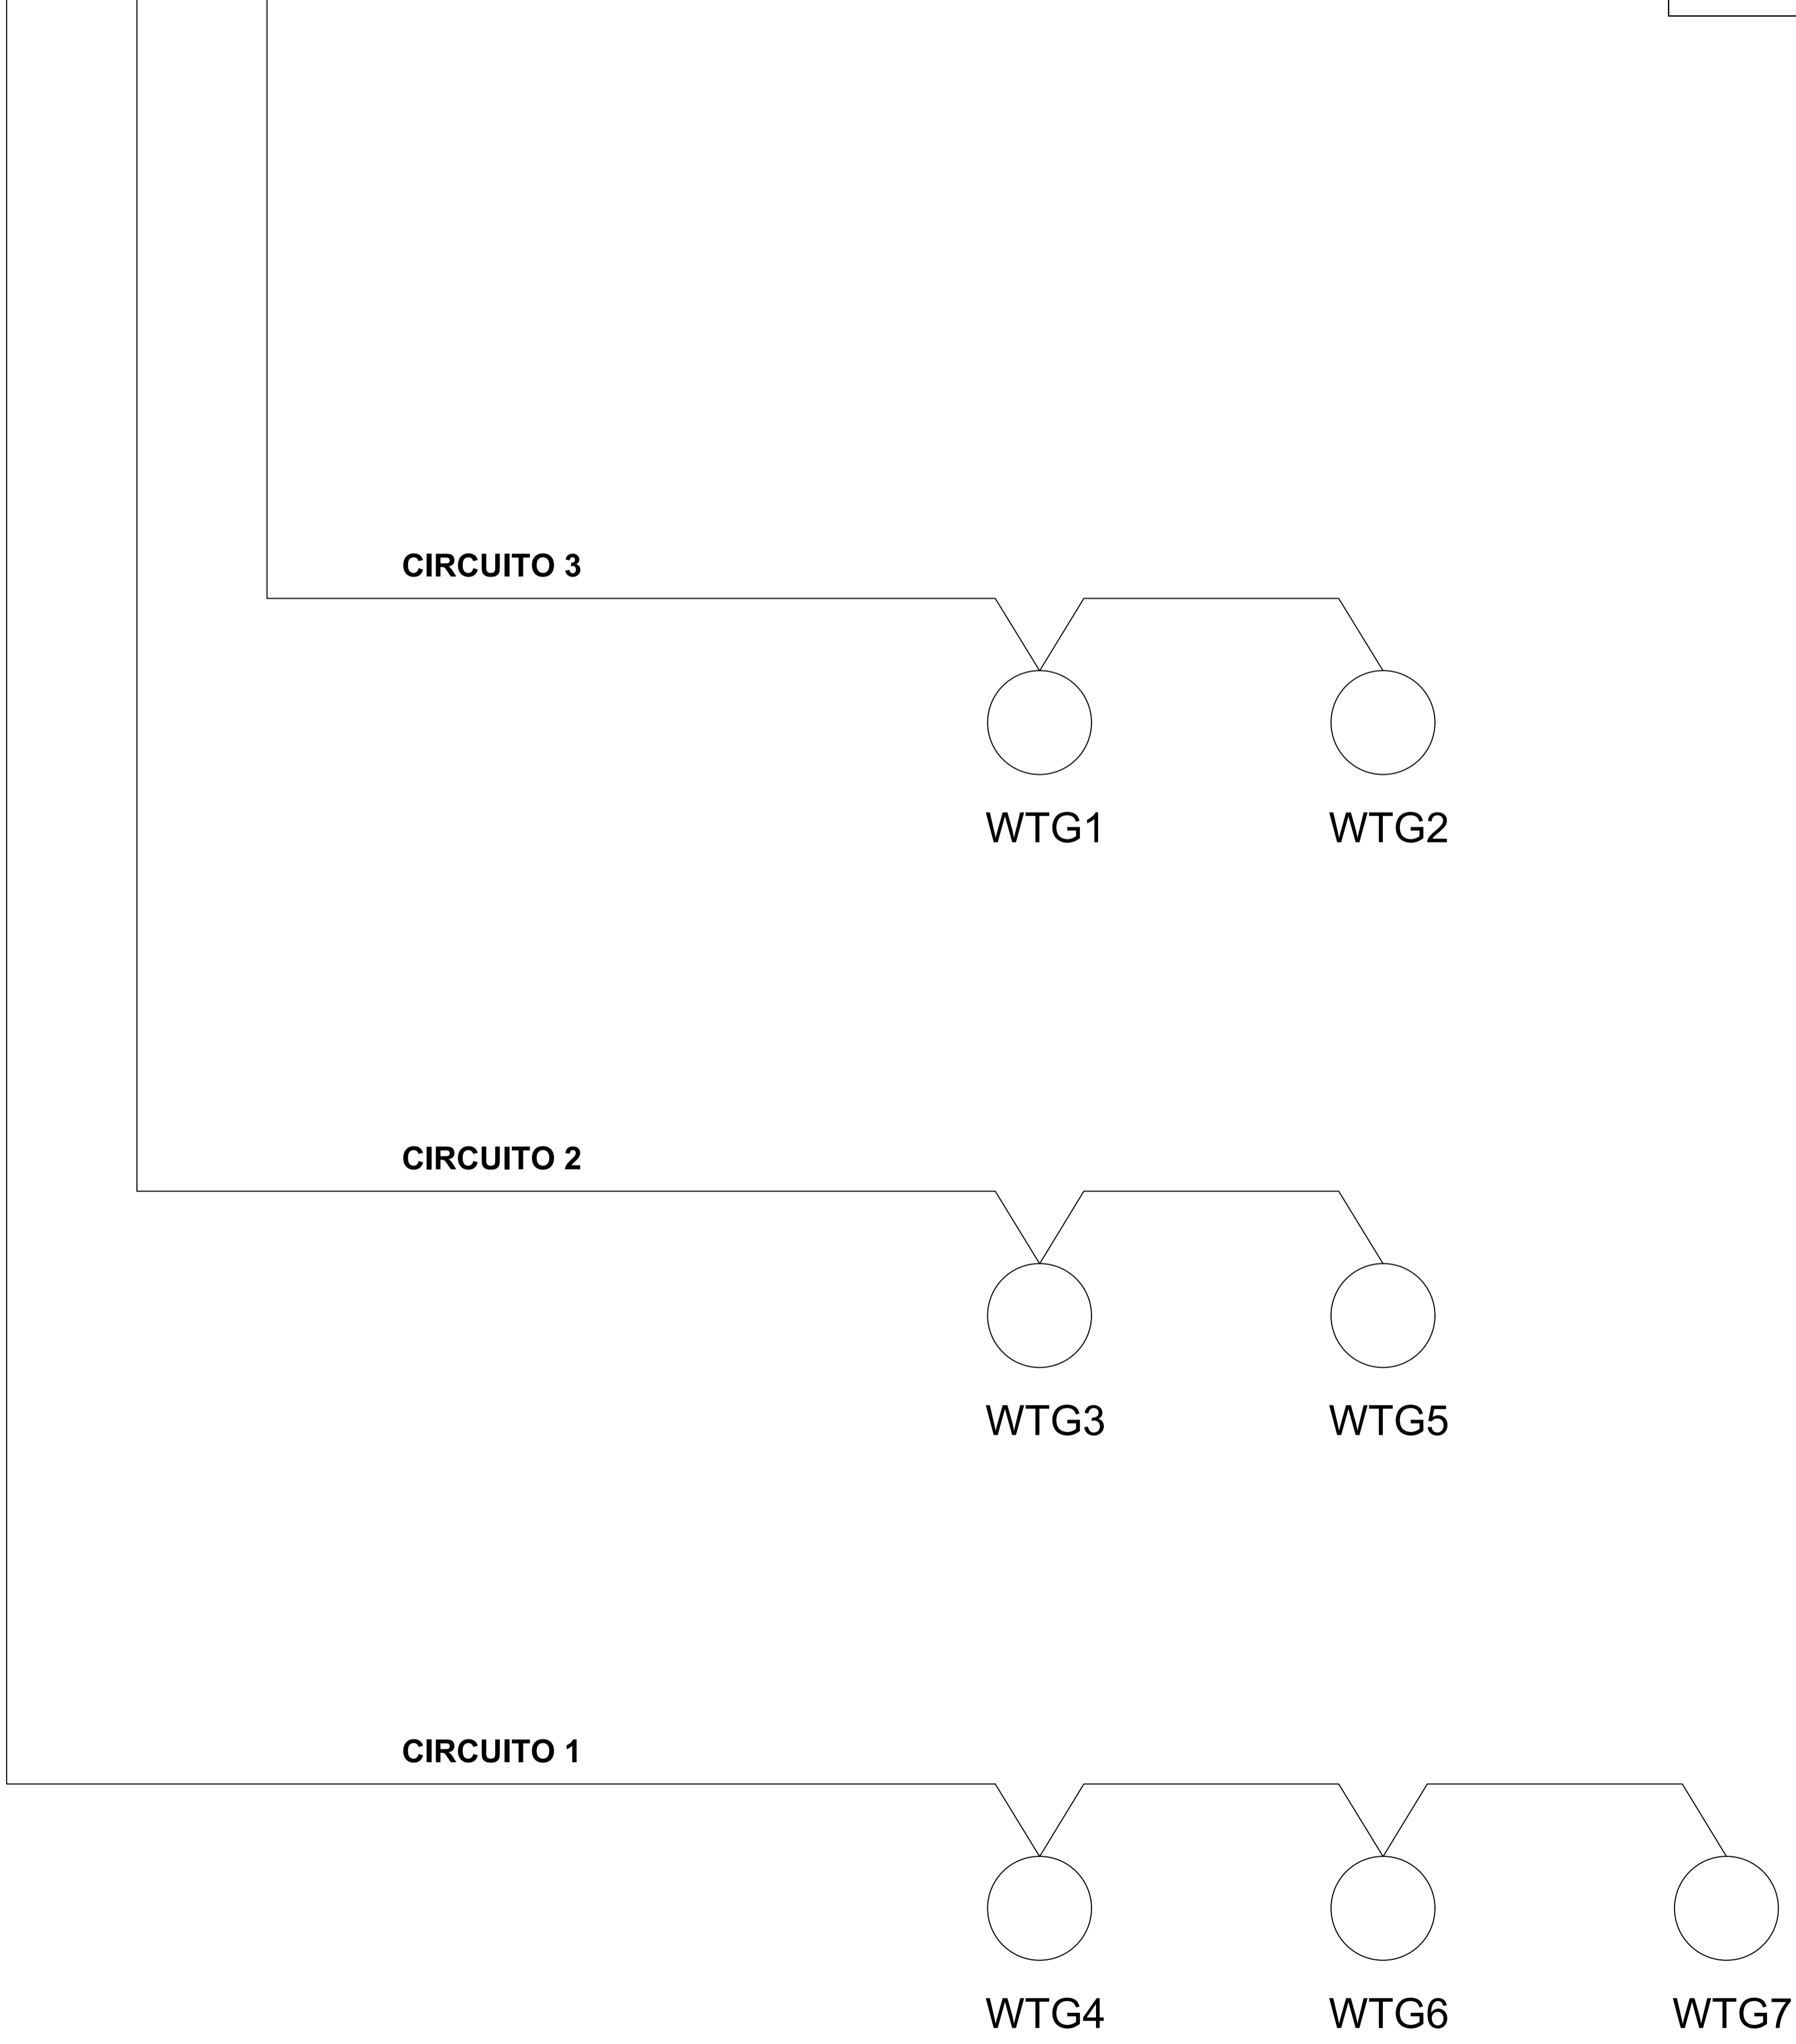 CIRCUITO 3
WTG1 WTG2
CIRCUITO 2
WTG3 WTG5
CIRCUITO 1
WTG4 WTG6 WTG7